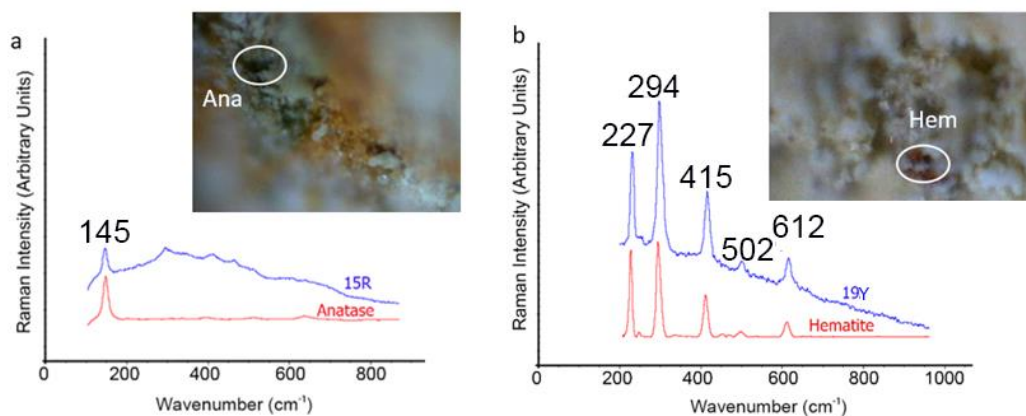 a
Raman Intensity (Arbitrary Units)
Ana
145
15R
Anatase
0 200 400 600 800
Wavenumber (cm-1)
b
Raman Intensity (Arbitrary Units)
Hem
294
227
415
502
612
19Y
Hematite
0 200 400 600 800 1000
Wavenumber (cm-1)